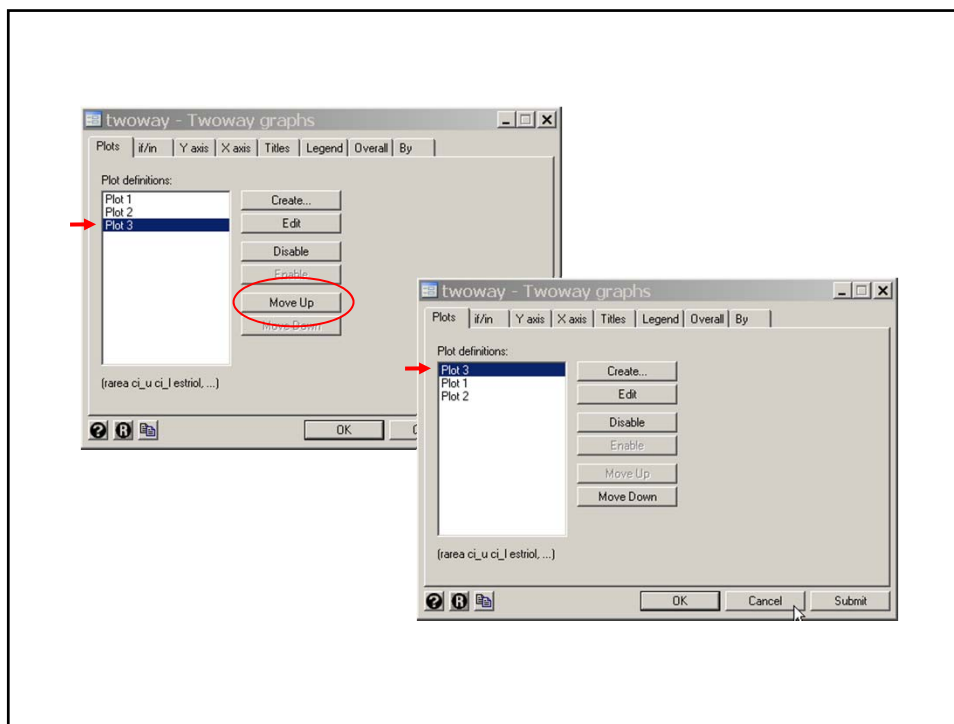 twoway - Twoway graphs
Plots if/in Y axis X axis Titles Legend Overall By
Plot definitions:
Plot 1
Plot 2
Plot 3
Create...
Edit
Disable
Enable
Move Up
Move Down
(rarea ci_u ci_l estriol, ...)
OK
twoway - Twoway graphs
Plots if/in Y axis X axis Titles Legend Overall By
Plot definitions:
Plot 3
Plot 1
Plot 2
Create...
Edit
Disable
Enable
Move Up
Move Down
(rarea ci_u ci_l estriol, ...)
OK Cancel Submit